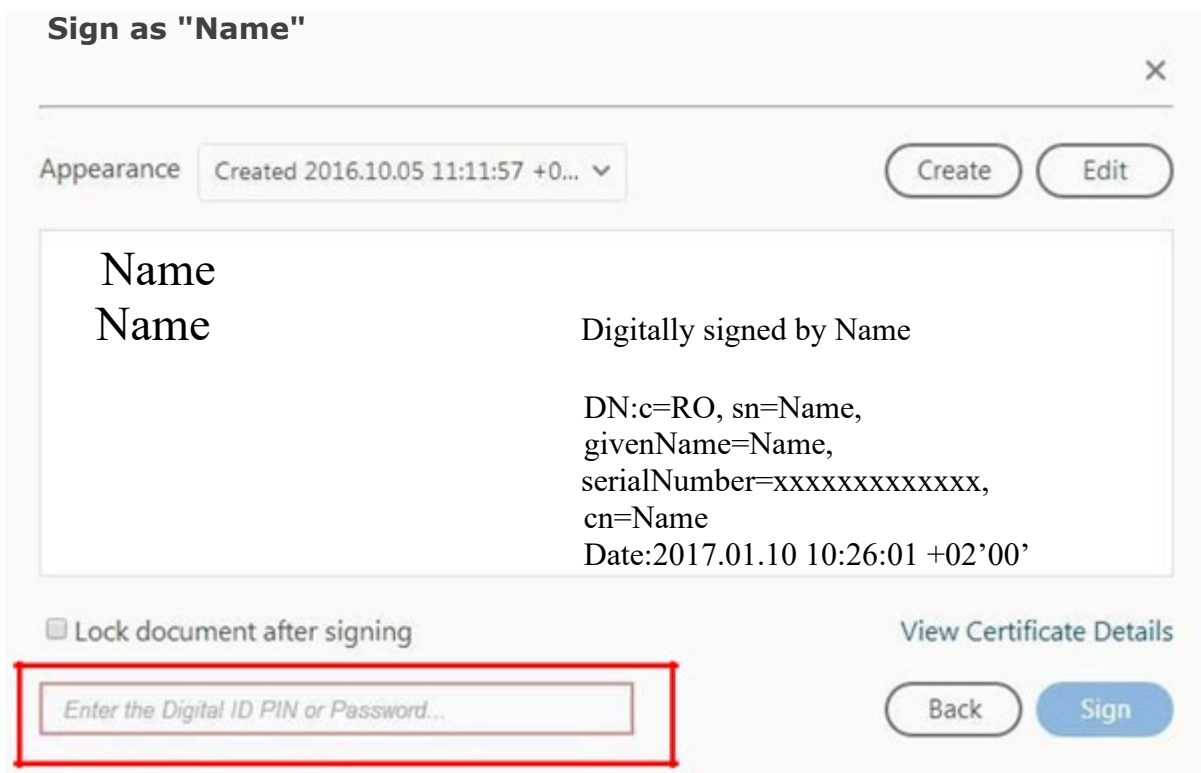 Sign as "Name"
×
Appearance Created 2016.10.05 11:11:57 +0... Create Edit
Name
Name Digitally signed by Name
DN:c=RO, sn=Name,
givenName=Name,
serialNumber=xxxxxxxxxxxxx,
cn=Name
Date:2017.01.10 10:26:01 +02’00’
Lock document after signing View Certificate Details
Enter the Digital ID PIN or Password... Back Sign